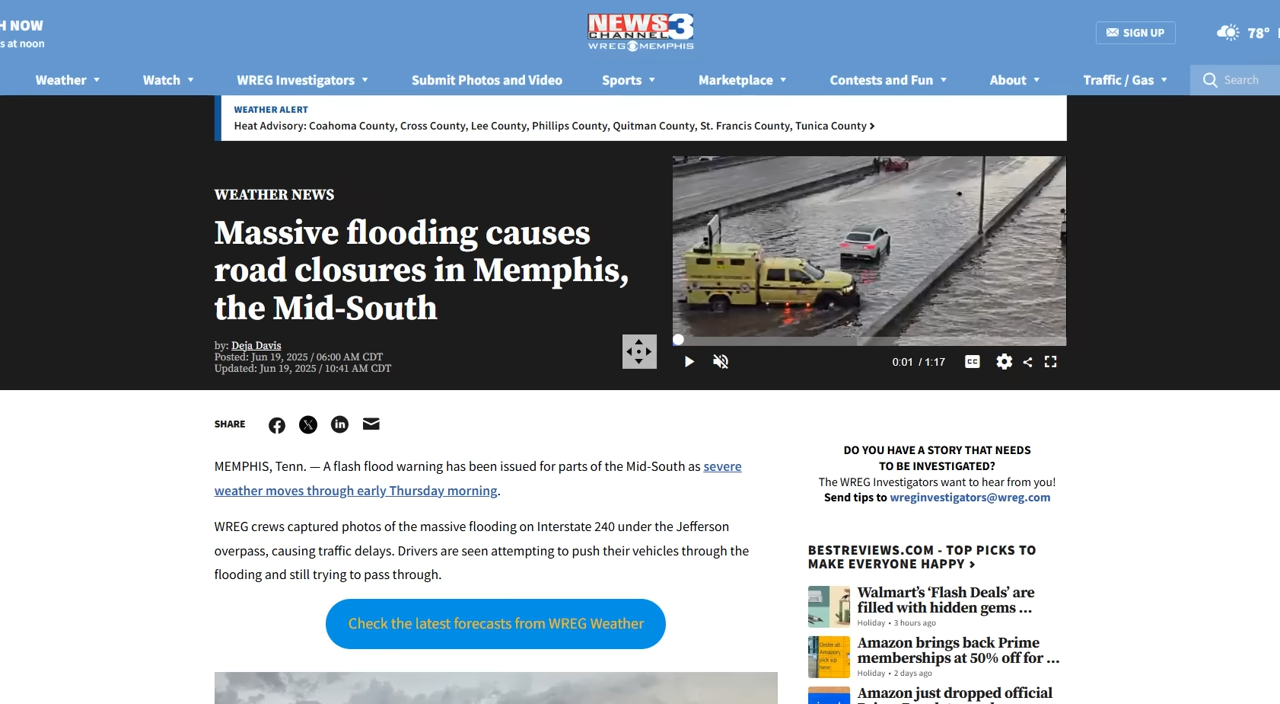 H NOW
s at noon
NEWS
CHANNEL 3
WREG MEMPHIS
SIGN UP
78°
Weather
Watch
WREG Investigators
Submit Photos and Video
Sports
Marketplace
Contests and Fun
About
Traffic / Gas
Search
WEATHER ALERT
Heat Advisory: Coahoma County, Cross County, Lee County, Phillips County, Quitman County, St. Francis County, Tunica County
WEATHER NEWS
Massive flooding causes
road closures in Memphis,
the Mid-South
by: Deja Davis
Posted: Jun 19, 2025 / 06:00 AM CDT
Updated: Jun 19, 2025 / 10:41 AM CDT
0:01 / 1:17
CC
SHARE
MEMPHIS, Tenn. — A flash flood warning has been issued for parts of the Mid-South as severe
weather moves through early Thursday morning.
WREG crews captured photos of the massive flooding on Interstate 240 under the Jefferson
overpass, causing traffic delays. Drivers are seen attempting to push their vehicles through the
flooding and still trying to pass through.
Check the latest forecasts from WREG Weather
DO YOU HAVE A STORY THAT NEEDS
TO BE INVESTIGATED?
The WREG Investigators want to hear from you!
Send tips to wreginvestigators@wreg.com
BESTREVIEWS.COM - TOP PICKS TO
MAKE EVERYONE HAPPY
Walmart's 'Flash Deals' are
filled with hidden gems ...
Holiday • 3 hours ago
Amazon brings back Prime
memberships at 50% off for ...
Holiday • 2 days ago
Amazon just dropped official